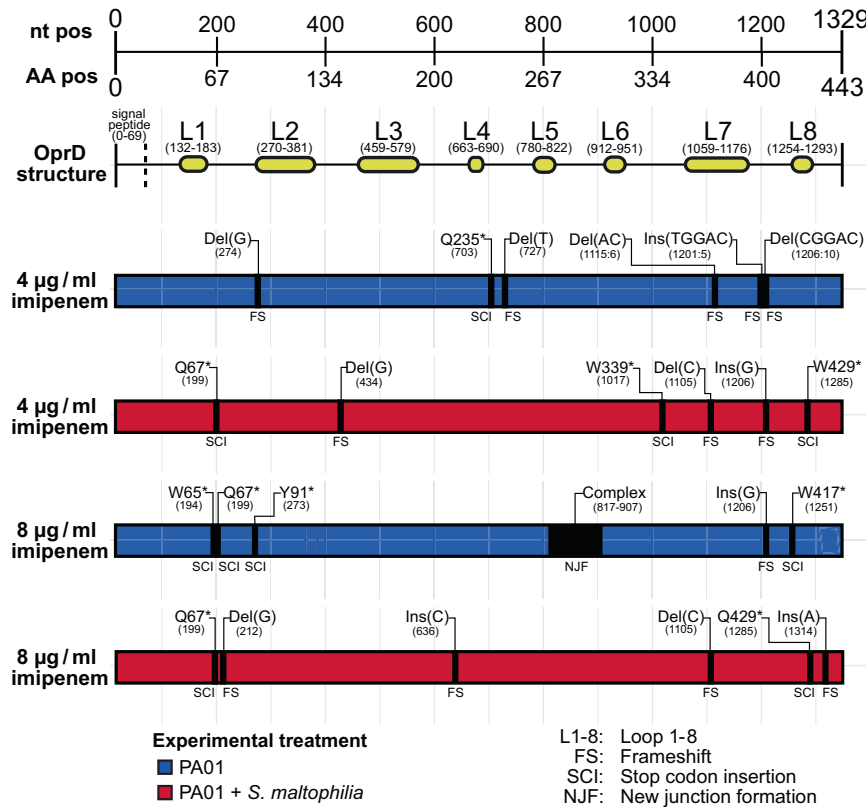 nt pos 0 200 400 600 800 1000 1200 1329
AA pos 0 67 134 200 267 334 400 443
signal peptide (0-69)
L1 L2 L3 L4 L5 L6 L7 L8
(132-183) (270-381) (459-579) (663-690) (780-822) (912-951) (1059-1176) (1254-1293)
OprD structure
Del(G) Q235* Del(T) Del(AC) Ins(TGGAC) Del(CGGAC)
(274) (703) (727) (1115:6) (1201:5) (1206:10)
4 µg / ml imipenem
FS SCI FS FS FS FS
Q67* Del(G) W339* Del(C) Ins(G) W429*
(199) (434) (1017) (1105) (1206) (1285)
4 µg / ml imipenem
SCI FS SCI FS FS SCI
W65* Q67* Y91* Complex Ins(G) W417*
(194) (199) (273) (817-907) (1206) (1251)
8 µg / ml imipenem
SCI SCI SCI NJF FS SCI
Q67* Del(G) Ins(C) Del(C) Q429* Ins(A)
(199) (212) (636) (1105) (1285) (1314)
8 µg / ml imipenem
SCI FS FS FS SCI FS
Experimental treatment
PA01
PA01 + S. maltophilia
L1-8: Loop 1-8
FS: Frameshift
SCI: Stop codon insertion
NJF: New junction formation